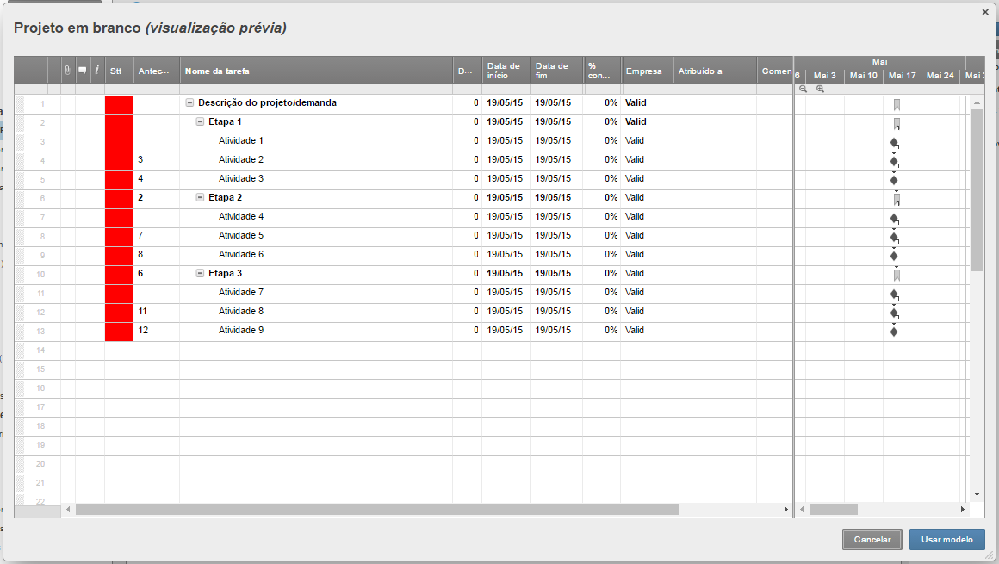 Projeto em branco (visualização prévia)
Mai
Stt Antec... Nome da tarefa D... Data de início Data de fim % con... Empresa Atribuído a Comen 6 Mai 3 Mai 10 Mai 17 Mai 24 Mai 3
1 Descrição do projeto/demanda 0 19/05/15 19/05/15 0% Valid
2 Etapa 1 0 19/05/15 19/05/15 0% Valid
3 Atividade 1 0 19/05/15 19/05/15 0% Valid
4 3 Atividade 2 0 19/05/15 19/05/15 0% Valid
5 4 Atividade 3 0 19/05/15 19/05/15 0% Valid
6 2 Etapa 2 0 19/05/15 19/05/15 0% Valid
7 Atividade 4 0 19/05/15 19/05/15 0% Valid
8 7 Atividade 5 0 19/05/15 19/05/15 0% Valid
9 8 Atividade 6 0 19/05/15 19/05/15 0% Valid
10 6 Etapa 3 0 19/05/15 19/05/15 0% Valid
11 Atividade 7 0 19/05/15 19/05/15 0% Valid
12 11 Atividade 8 0 19/05/15 19/05/15 0% Valid
13 12 Atividade 9 0 19/05/15 19/05/15 0% Valid
14
15
16
17
18
19
20
21
22
Cancelar Usar modelo